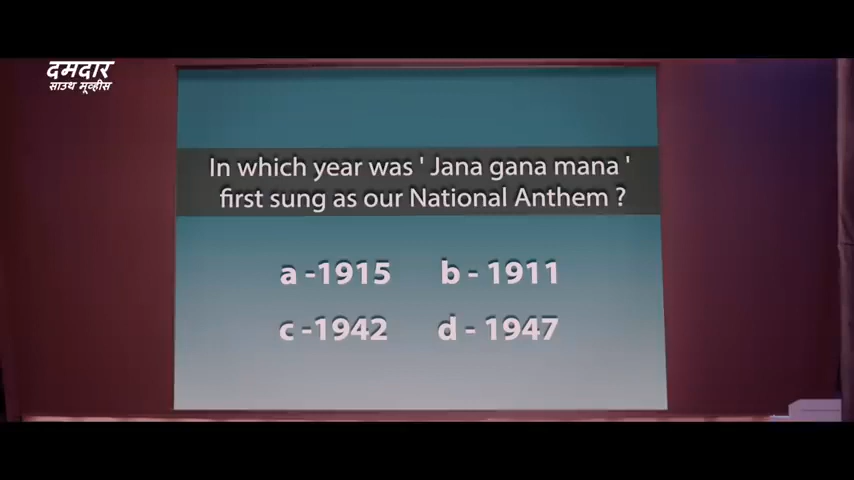 दमदार
साउथ मूव्हीस
In which year was ' Jana gana mana '
first sung as our National Anthem ?
a -1915 b - 1911
c -1942 d - 1947